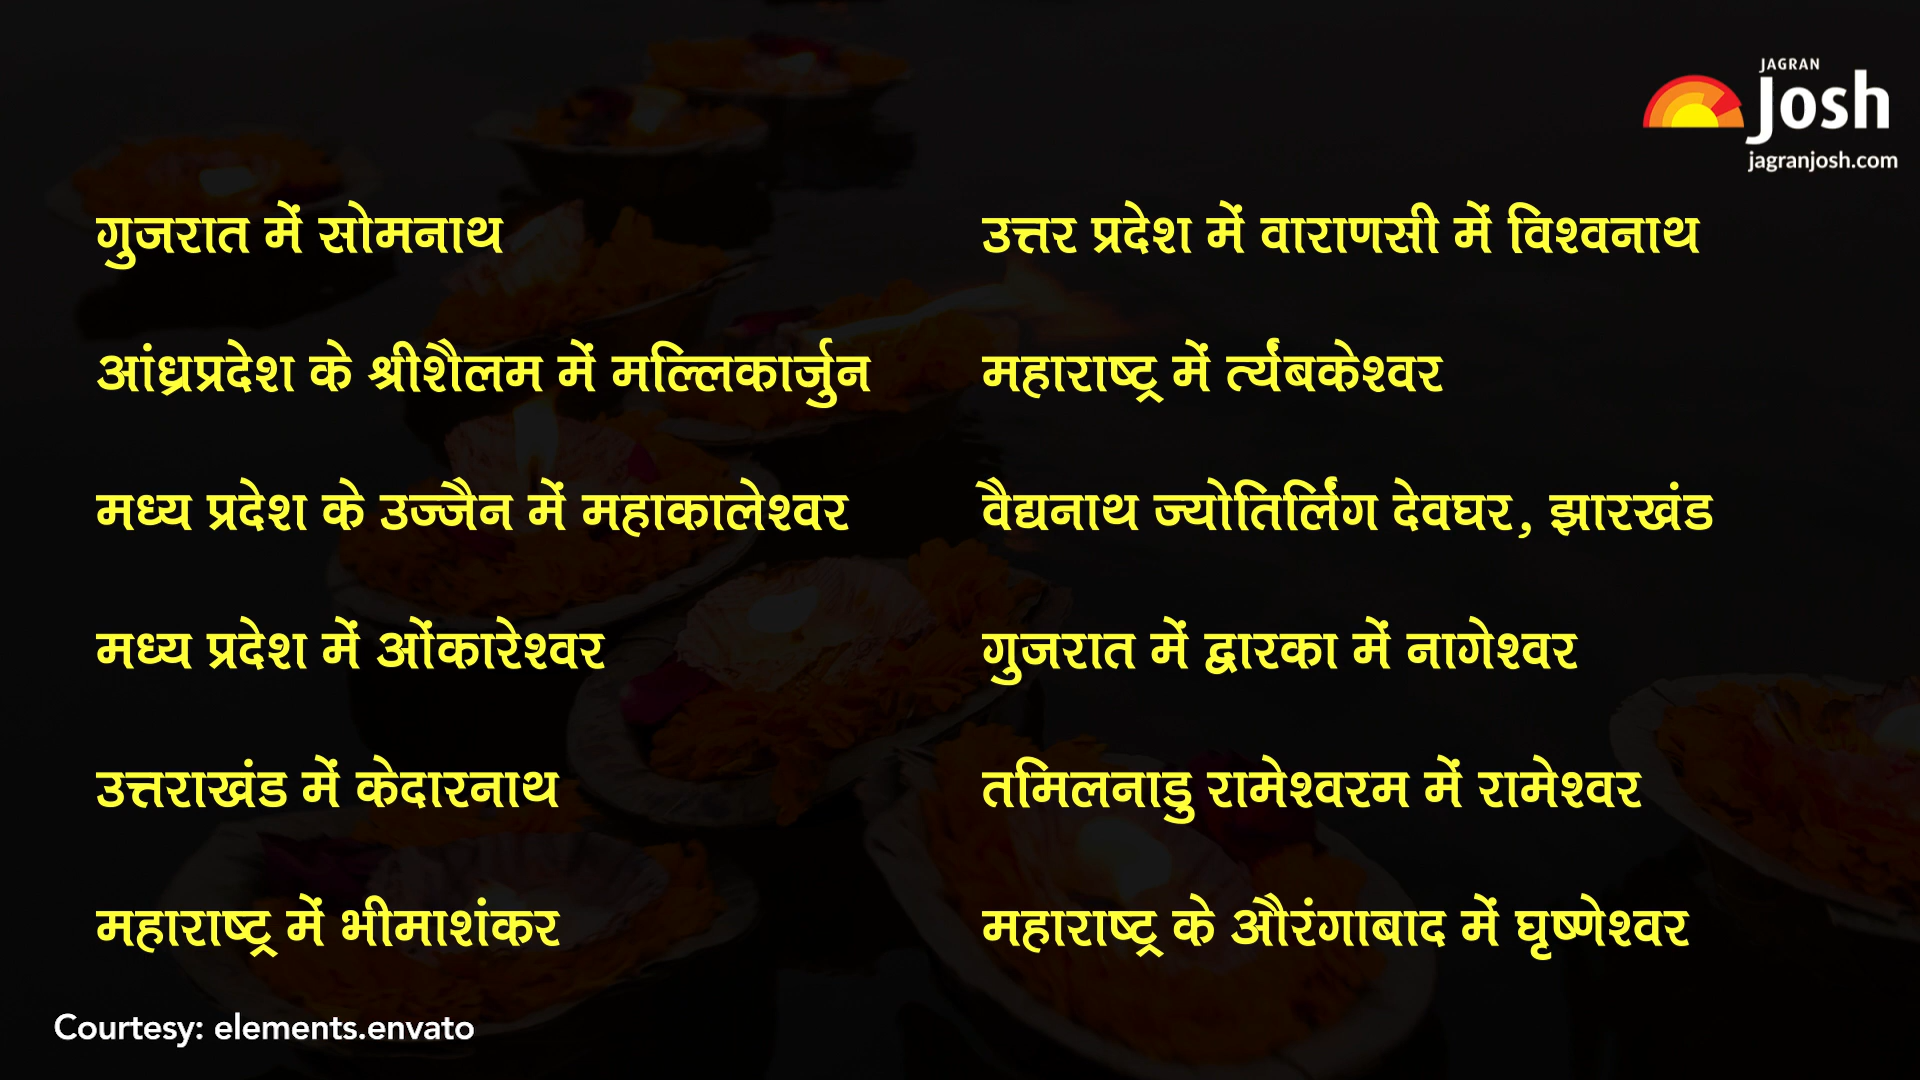 JAGRAN
Josh
jagranjosh.com
गुजरात में सोमनाथ
आंध्रप्रदेश के श्रीशैलम में मल्लिकार्जुन
मध्य प्रदेश के उज्जैन में महाकालेश्वर
मध्य प्रदेश में ओंकारेश्वर
उत्तराखंड में केदारनाथ
महाराष्ट्र में भीमाशंकर
उत्तर प्रदेश में वाराणसी में विश्वनाथ
महाराष्ट्र में त्र्यंबकेश्वर
वैद्यनाथ ज्योतिर्लिंग देवघर, झारखंड
गुजरात में द्वारका में नागेश्वर
तमिलनाडु रामेश्वरम में रामेश्वर
महाराष्ट्र के औरंगाबाद में घृष्णेश्वर
Courtesy: elements.envato